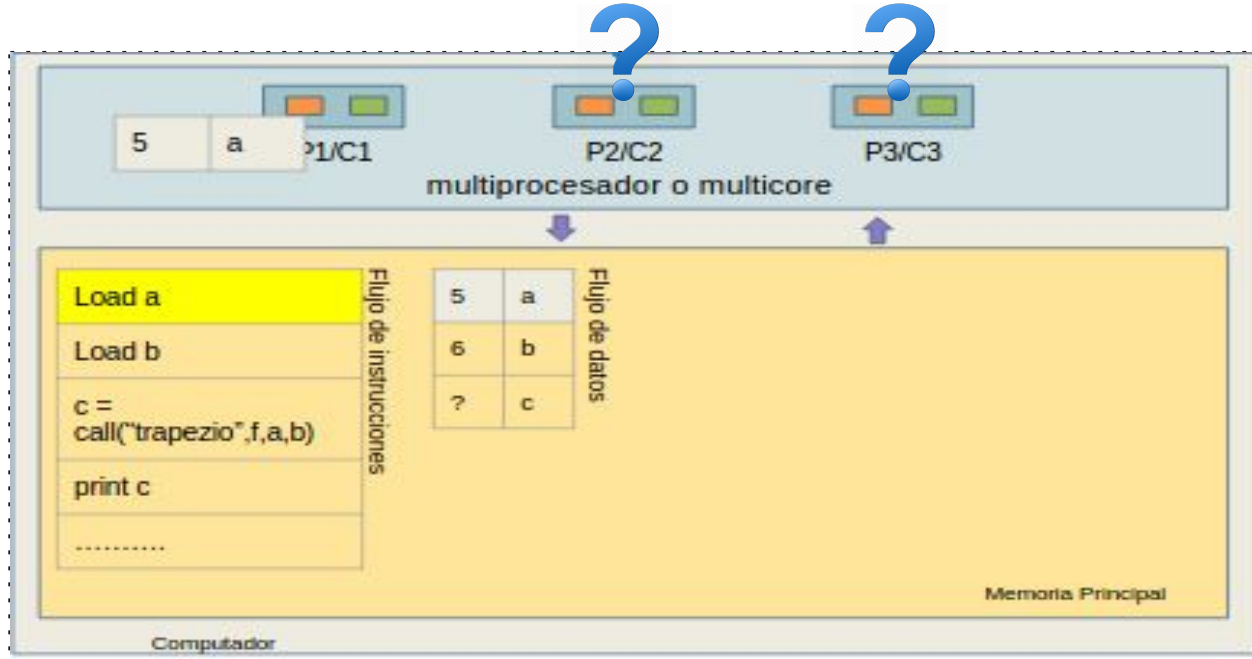 ? ?
5 a P1/C1
P2/C2
P3/C3
multiprocesador o multicore
Load a
Load b
c =
call("trapezio",f,a,b)
print c
..........
Flujo de instrucciones
5 a
6 b
? c
Flujo de datos
Memoria Principal
Computador